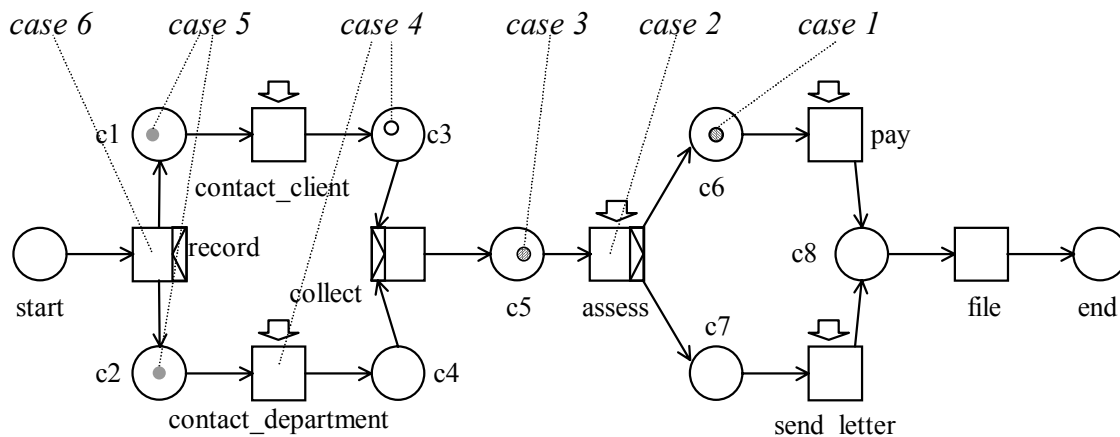 case 6 case 5 case 4 case 3 case 2 case 1
c1 c3 pay
contact_client c6
record c8
start collect c5 assess file end
c7
c2 c4
contact_department send_letter